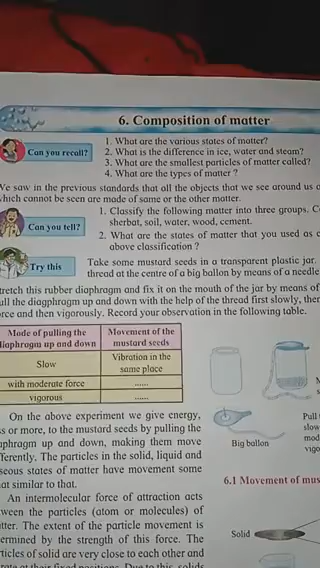 6. Composition of matter
Can you recall?
1. What are the various states of matter?
2. What is the difference in ice, water and steam?
3. What are the smallest particles of matter called?
4. What are the types of matter ?
We saw in the previous standards that all the objects that we see around us
which cannot be seen are made of same or the other matter.
Can you tell?
1. Classify the following matter into three groups.
sherbat, soil, water, wood, cement.
2. What are the states of matter that you used as
above classification ?
Try this
Take some mustard seeds in a transparent plastic jar.
thread at the centre of a big ballon by means of a needle
tretch this rubber diaphragm and fix it on the mouth of the jar by means of
ull the diagphragm up and down with the help of the thread first slowly, then
orce and then vigorously. Record your observation in the following table.
Mode of pulling the
diaphragm up and down
Movement of the
mustard seeds
Slow
Vibration in the
same place
with moderate force
......
vigorous
......
On the above experiment we give energy,
s or more, to the mustard seeds by pulling the
aphragm up and down, making them move
ferently. The particles in the solid, liquid and
seous states of matter have movement some
at similar to that.
An intermolecular force of attraction acts
ween the particles (atom or molecules) of
tter. The extent of the particle movement is
ermined by the strength of this force. The
ticles of solid are very close to each other and
rate at their fixed positions. Due to this, solids
Big ballon
Pull
slow
mod
vigo
6.1 Movement of mus
Solid